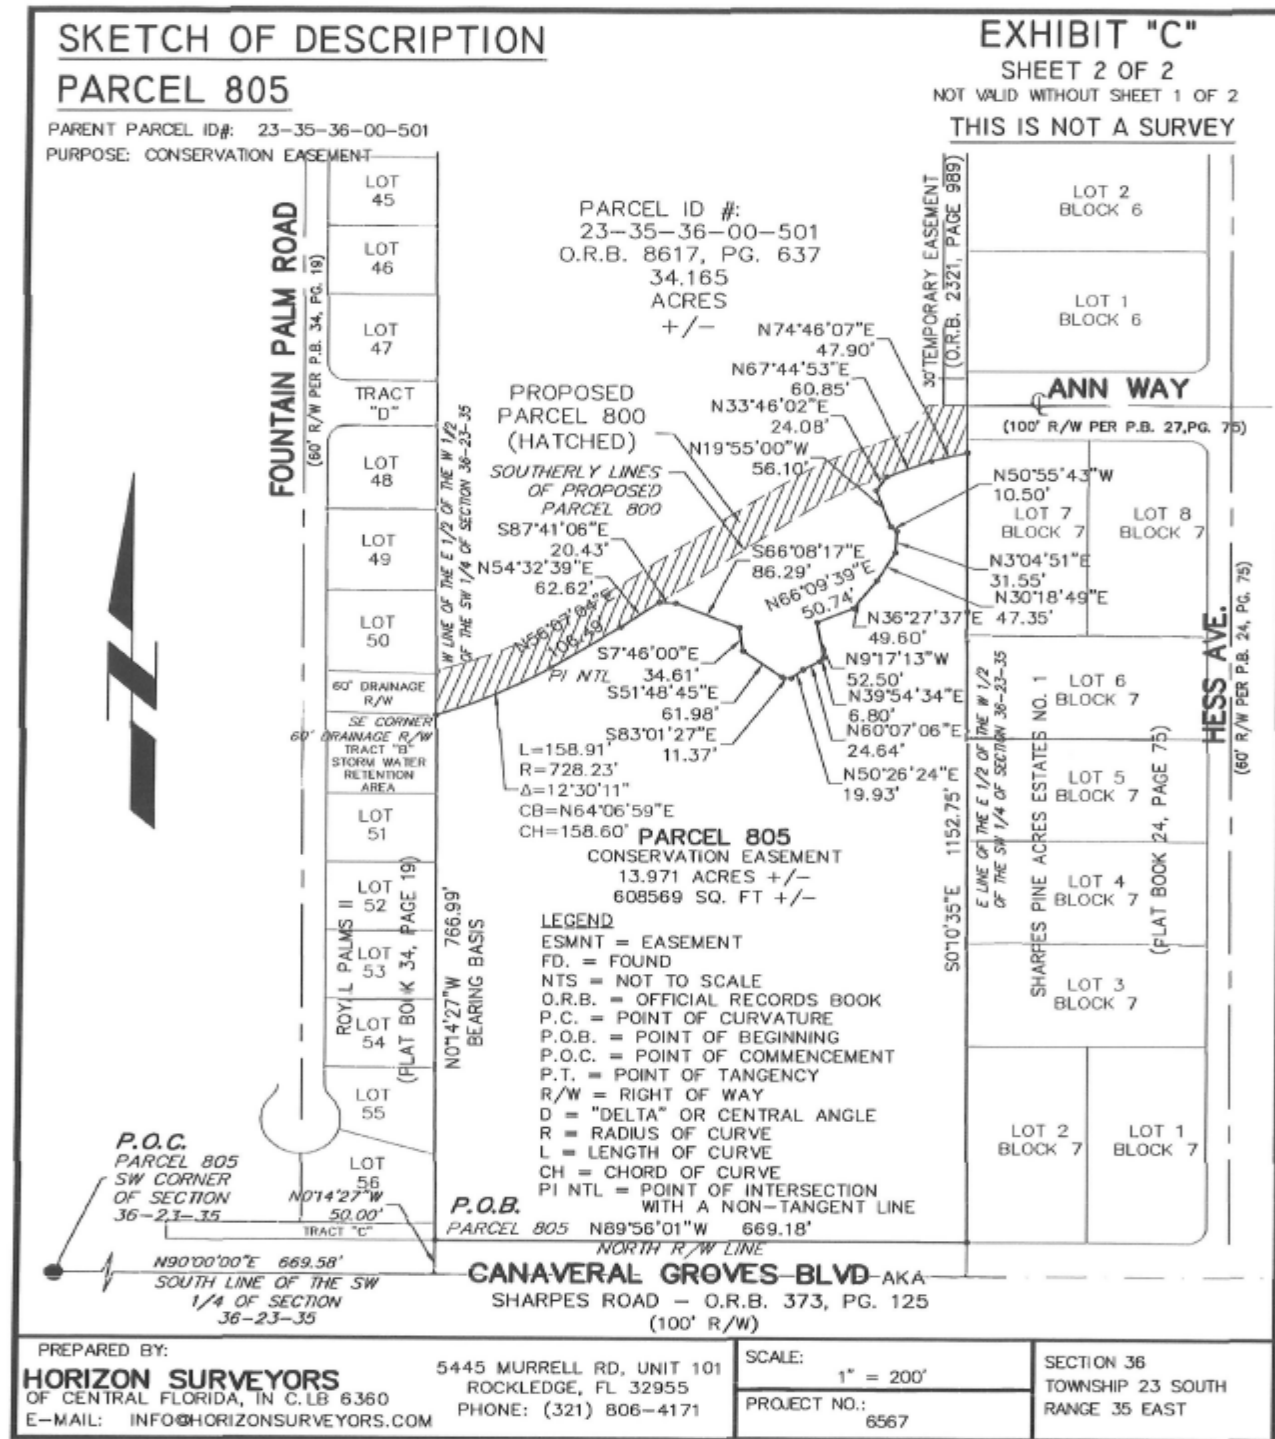 SKETCH OF DESCRIPTION
PARCEL 805
PARENT PARCEL ID#: 23-35-36-00-501
PURPOSE: CONSERVATION EASEMENT
EXHIBIT "C"
SHEET 2 OF 2
NOT VALID WITHOUT SHEET 1 OF 2
THIS IS NOT A SURVEY
FOUNTAIN PALM ROAD
(60' R/W PER P.B. 34, PG. 19)
LOT
45
LOT
46
LOT
47
TRACT
"D"
LOT
48
LOT
49
LOT
50
60' DRAINAGE
R/W
SE CORNER
60' DRAINAGE R/W
TRACT "B"
STORM WATER
RETENTION
AREA
LOT
51
LOT
52
LOT
53
LOT
54
LOT
55
LOT
56
TRACT "C"
ROYAL PALMS II
(PLAT BOOK 34, PAGE 19)
W LINE OF THE E 1/2 OF THE W 1/2
OF THE SW 1/4 OF SECTION 36-23-35
N0°14'27"W 766.99'
BEARING BASIS
PARCEL ID #:
23-35-36-00-501
O.R.B. 8617, PG. 637
34.165
ACRES
+/-
30' TEMPORARY EASEMENT
(O.R.B. 2321, PAGE 989)
PROPOSED
PARCEL 800
(HATCHED)
SOUTHERLY LINES
OF PROPOSED
PARCEL 800
N74°46'07"E
47.90'
N67°44'53"E
60.85'
N33°46'02"E
24.08'
N19°55'00"W
56.10'
N50°55'43"W
10.50'
N3°04'51"E
31.55'
N30°18'49"E
47.35'
N36°27'37"E
49.60'
N66°09'39"E
50.74'
N9°17'13"W
52.50'
N39°54'34"E
6.80'
N60°07'06"E
24.64'
N50°26'24"E
19.93'
S83°01'27"E
11.37'
S51°48'45"E
61.98'
S7°46'00"E
34.61'
S66°08'17"E
86.29'
S87°41'06"E
20.43'
N54°32'39"E
62.62'
N56°07'04"E
106.49'
PI NTL
L=158.91'
R=728.23'
Δ=12°30'11"
CB=N64°06'59"E
CH=158.60'
PARCEL 805
CONSERVATION EASEMENT
13.971 ACRES +/-
608569 SQ. FT +/-
LEGEND
ESMNT = EASEMENT
FD. = FOUND
NTS = NOT TO SCALE
O.R.B. = OFFICIAL RECORDS BOOK
P.C. = POINT OF CURVATURE
P.O.B. = POINT OF BEGINNING
P.O.C. = POINT OF COMMENCEMENT
P.T. = POINT OF TANGENCY
R/W = RIGHT OF WAY
D = "DELTA" OR CENTRAL ANGLE
R = RADIUS OF CURVE
L = LENGTH OF CURVE
CH = CHORD OF CURVE
PI NTL = POINT OF INTERSECTION
WITH A NON-TANGENT LINE
S0°10'35"E 1152.75'
E LINE OF THE E 1/2 OF THE W 1/2
OF THE SW 1/4 OF SECTION 36-23-35
SHARPES PINE ACRES ESTATES NO. 1
(PLAT BOOK 24, PAGE 75)
LOT 2
BLOCK 6
LOT 1
BLOCK 6
ANN WAY
(100' R/W PER P.B. 27,PG. 75)
LOT 7
BLOCK 7
LOT 8
BLOCK 7
LOT 6
BLOCK 7
LOT 5
BLOCK 7
LOT 4
BLOCK 7
LOT 3
BLOCK 7
LOT 2
BLOCK 7
LOT 1
BLOCK 7
HESS AVE.
(60' R/W PER P.B. 24, PG. 75)
P.O.C.
PARCEL 805
SW CORNER
OF SECTION
36-23-35
N0°14'27"W
50.00'
P.O.B.
PARCEL 805
N89°56'01"W 669.18'
NORTH R/W LINE
N90°00'00"E 669.58'
SOUTH LINE OF THE SW
1/4 OF SECTION
36-23-35
CANAVERAL GROVES BLVD AKA
SHARPES ROAD - O.R.B. 373, PG. 125
(100' R/W)
PREPARED BY:
HORIZON SURVEYORS
OF CENTRAL FLORIDA, IN C.LB 6360
E-MAIL: INFO@HORIZONSURVEYORS.COM
5445 MURRELL RD, UNIT 101
ROCKLEDGE, FL 32955
PHONE: (321) 806-4171
SCALE:
1" = 200'
PROJECT NO.:
6567
SECTION 36
TOWNSHIP 23 SOUTH
RANGE 35 EAST